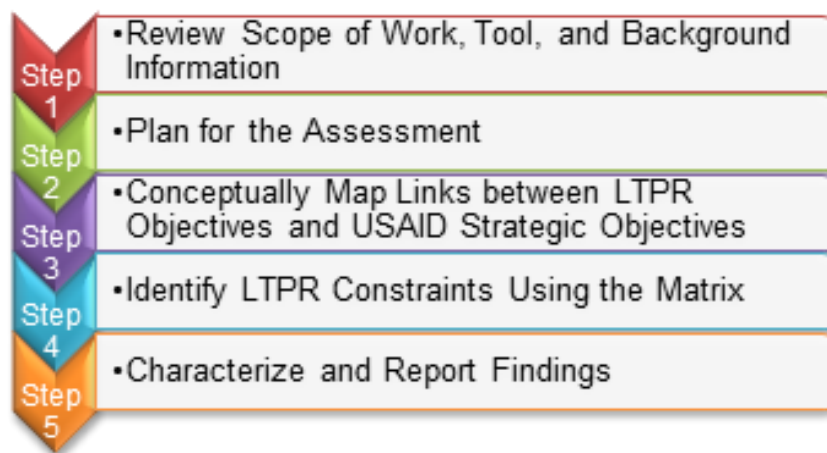 Step
1
•Review Scope of Work, Tool, and Background
Information
Step
2
•Plan for the Assessment
Step
3
•Conceptually Map Links between LTPR
Objectives and USAID Strategic Objectives
Step
4
•Identify LTPR Constraints Using the Matrix
Step
5
•Characterize and Report Findings